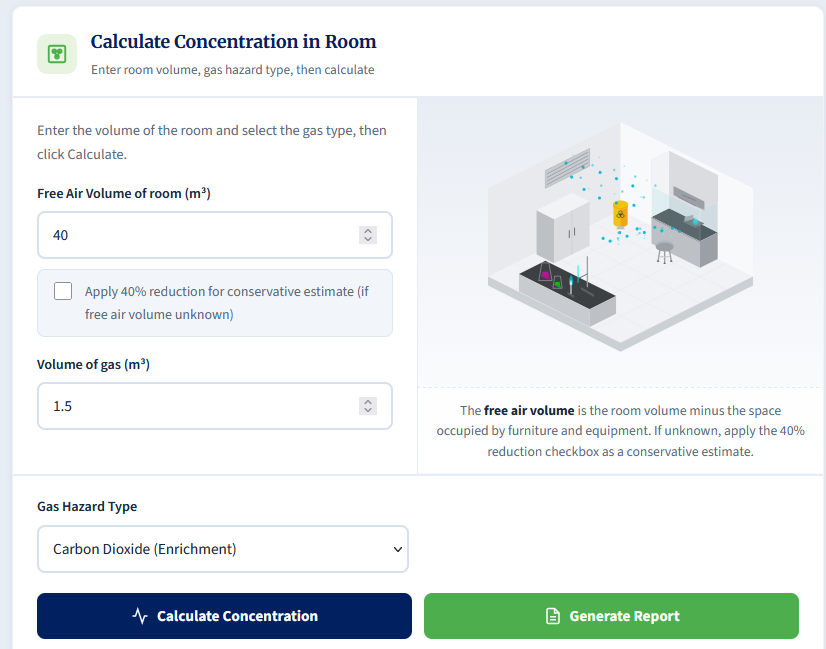 Calculate Concentration in Room
Enter room volume, gas hazard type, then calculate
Enter the volume of the room and select the gas type, then
click Calculate.
Free Air Volume of room (m³)
40
Apply 40% reduction for conservative estimate (if
free air volume unknown)
Volume of gas (m³)
1.5
The free air volume is the room volume minus the space
occupied by furniture and equipment. If unknown, apply the 40%
reduction checkbox as a conservative estimate.
Gas Hazard Type
Carbon Dioxide (Enrichment)
Calculate Concentration
Generate Report